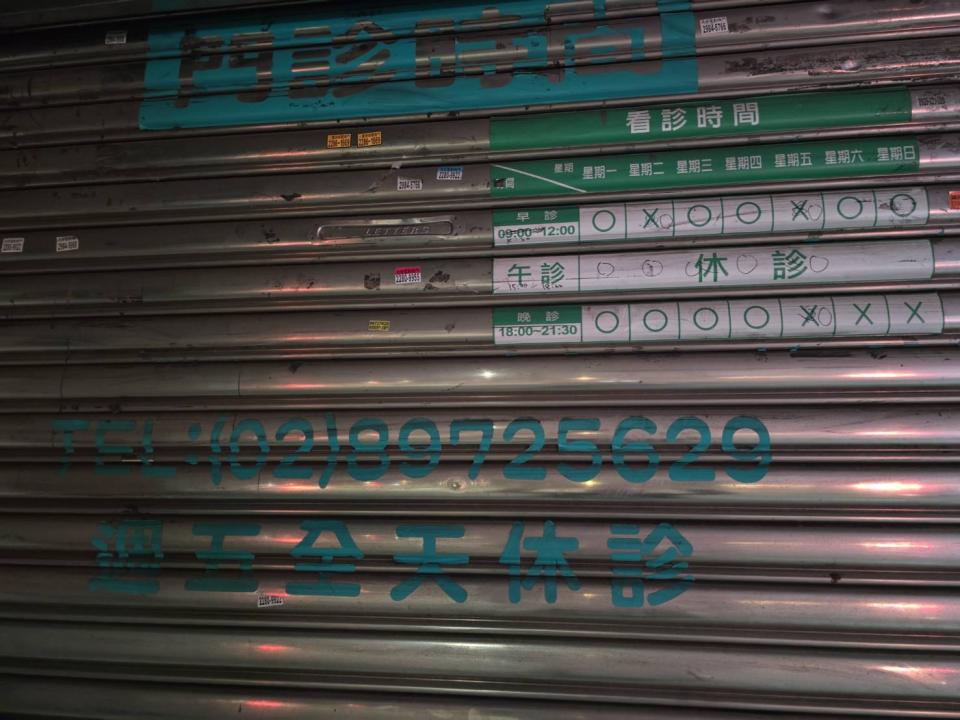 門診時間
看診時間
星期 星期一 星期二 星期三 星期四 星期五 星期六 星期日
間
LETTERS
早診 ○ X○ ○ ○ X○ ○ ○
09:00~12:00
午診 休診
晚診 ○ ○ ○ ○ X○ X X
18:00~21:30
TEL:(02)89725629
週五全天休診